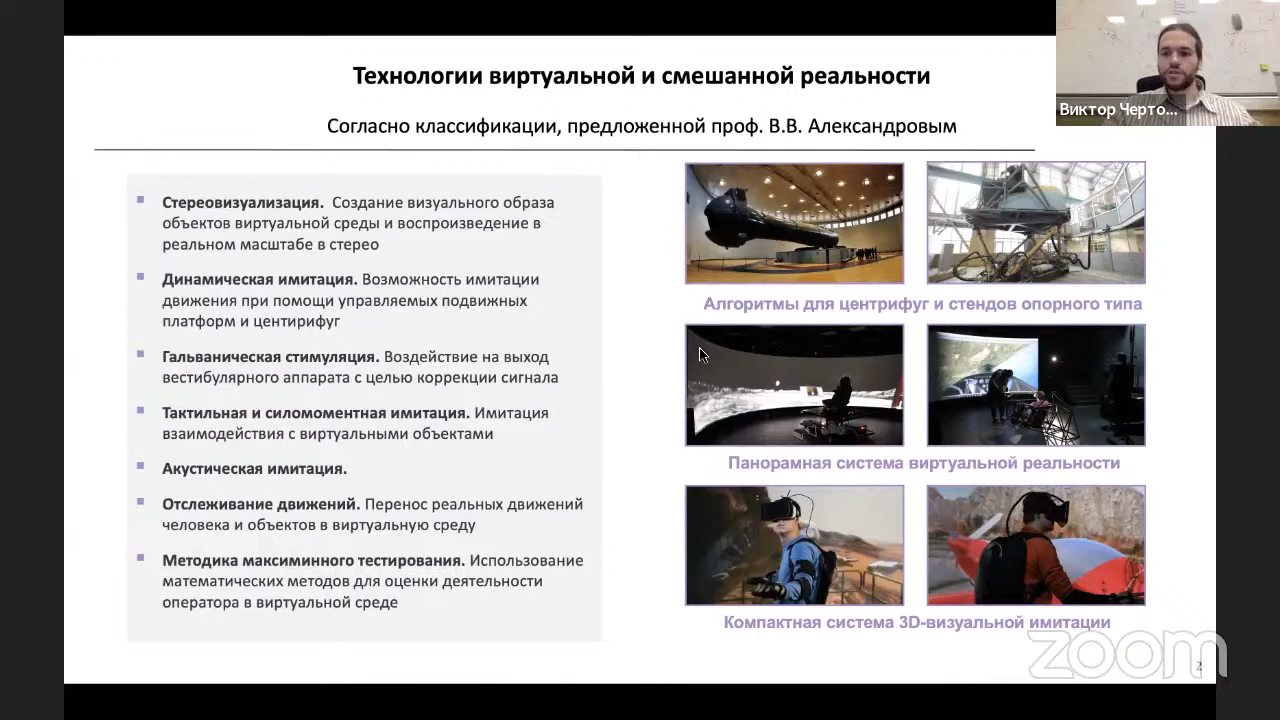 Технологии виртуальной и смешанной реальности
Согласно классификации, предложенной проф. В.В. Александровым
Виктор Черто...
Стереовизуализация. Создание визуального образа
объектов виртуальной среды и воспроизведение в
реальном масштабе в стерео
Динамическая имитация. Возможность имитации
движения при помощи управляемых подвижных
платформ и центирифуг
Гальваническая стимуляция. Воздействие на выход
вестибулярного аппарата с целью коррекции сигнала
Тактильная и силомоментная имитация. Имитация
взаимодействия с виртуальными объектами
Акустическая имитация.
Отслеживание движений. Перенос реальных движений
человека и объектов в виртуальную среду
Методика максиминного тестирования. Использование
математических методов для оценки деятельности
оператора в виртуальной среде
Алгоритмы для центрифуг и стендов опорного типа
Панорамная система виртуальной реальности
Компактная система 3D-визуальной имитации
zoom
2